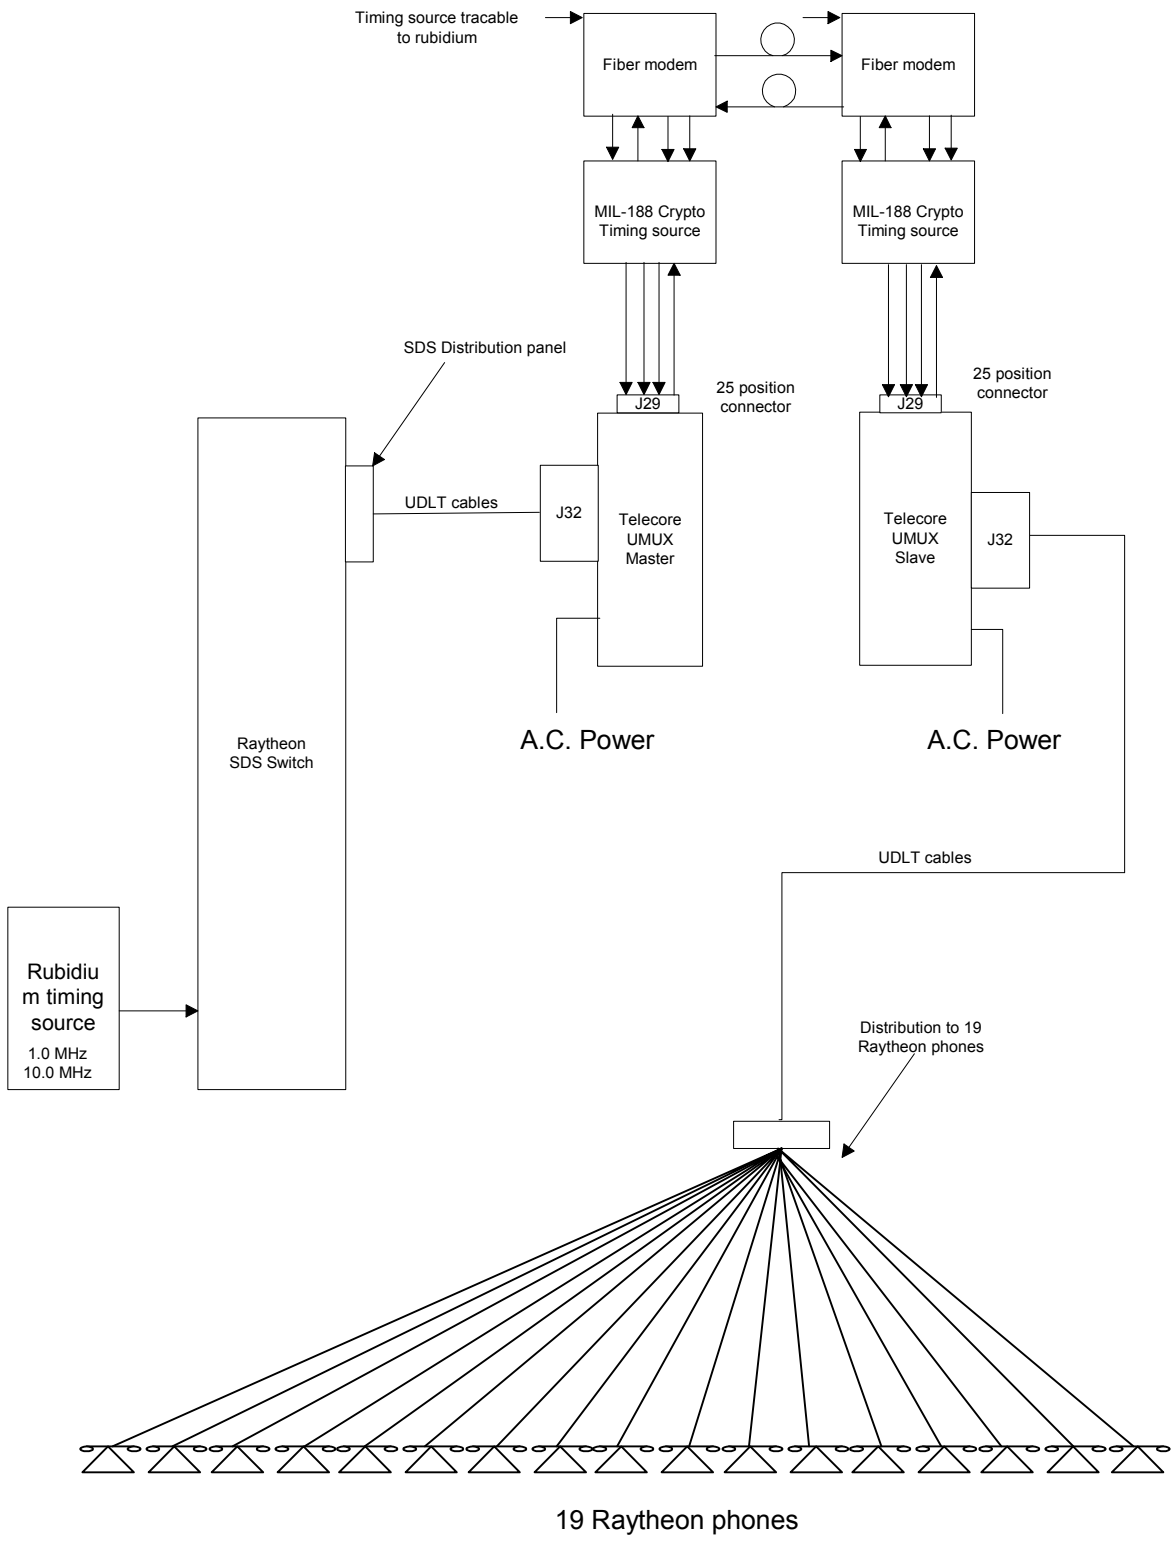 Timing source tracable
to rubidium
Fiber modem
Fiber modem
MIL-188 Crypto
Timing source
MIL-188 Crypto
Timing source
SDS Distribution panel
25 position
connector
25 position
connector
J29
J29
UDLT cables
J32
Telecore
UMUX
Master
Telecore
UMUX
Slave
J32
A.C. Power
A.C. Power
Raytheon
SDS Switch
UDLT cables
Rubidiu
m timing
source
1.0 MHz
10.0 MHz
Distribution to 19
Raytheon phones
19 Raytheon phones